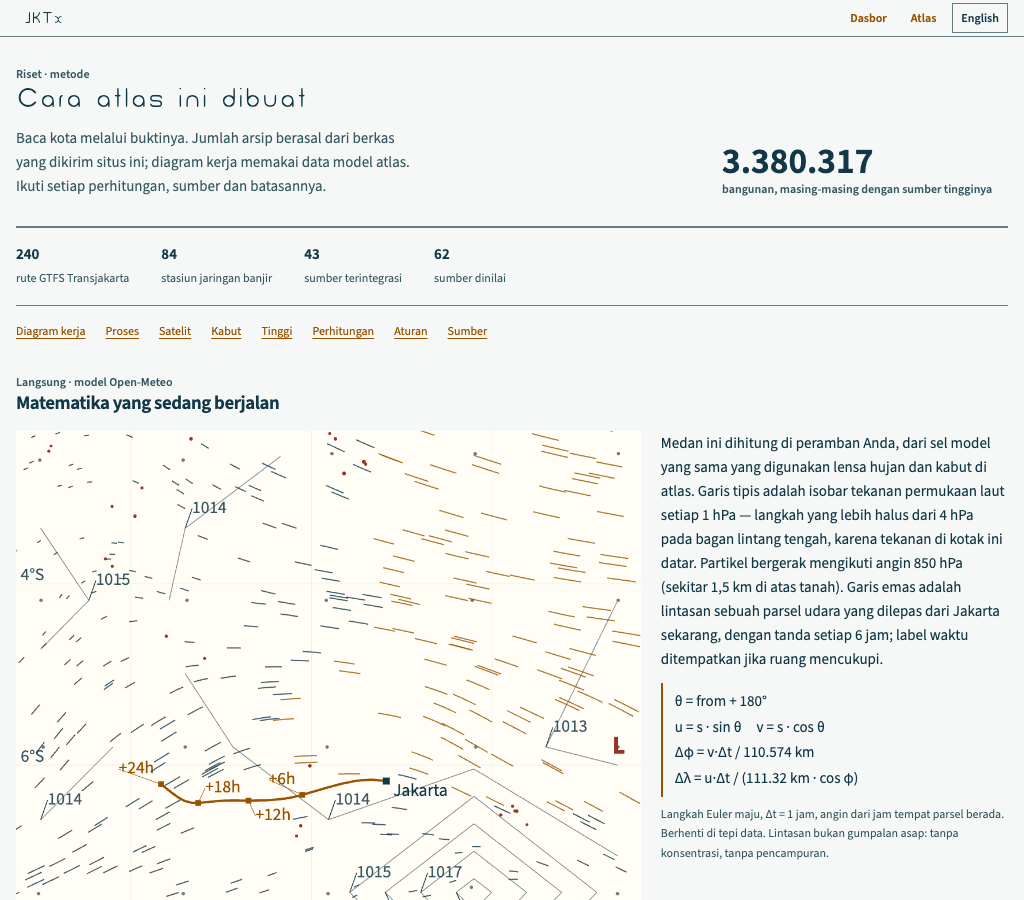 JKTx
Dasbor
Atlas
English
Riset · metode
Cara atlas ini dibuat
Baca kota melalui buktinya. Jumlah arsip berasal dari berkas
yang dikirim situs ini; diagram kerja memakai data model atlas.
Ikuti setiap perhitungan, sumber dan batasannya.
3.380.317
bangunan, masing-masing dengan sumber tingginya
240
rute GTFS Transjakarta
84
stasiun jaringan banjir
43
sumber terintegrasi
62
sumber dinilai
Diagram kerja
Proses
Satelit
Kabut
Tinggi
Perhitungan
Aturan
Sumber
Langsung · model Open-Meteo
Matematika yang sedang berjalan
1014
4°S
1015
1013
L
6°S
+24h
+18h
+6h
+12h
Jakarta
1014
1014
1015
1017
Medan ini dihitung di peramban Anda, dari sel model
yang sama yang digunakan lensa hujan dan kabut di
atlas. Garis tipis adalah isobar tekanan permukaan laut
setiap 1 hPa — langkah yang lebih halus dari 4 hPa
pada bagan lintang tengah, karena tekanan di kotak ini
datar. Partikel bergerak mengikuti angin 850 hPa
(sekitar 1,5 km di atas tanah). Garis emas adalah
lintasan sebuah parsel udara yang dilepas dari Jakarta
sekarang, dengan tanda setiap 6 jam; label waktu
ditempatkan jika ruang mencukupi.
θ = from + 180°
u = s · sin θ v = s · cos θ
Δφ = v·Δt / 110.574 km
Δλ = u·Δt / (111.32 km · cos φ)
Langkah Euler maju, Δt = 1 jam, angin dari jam tempat parsel berada.
Berhenti di tepi data. Lintasan bukan gumpalan asap: tanpa
konsentrasi, tanpa pencampuran.